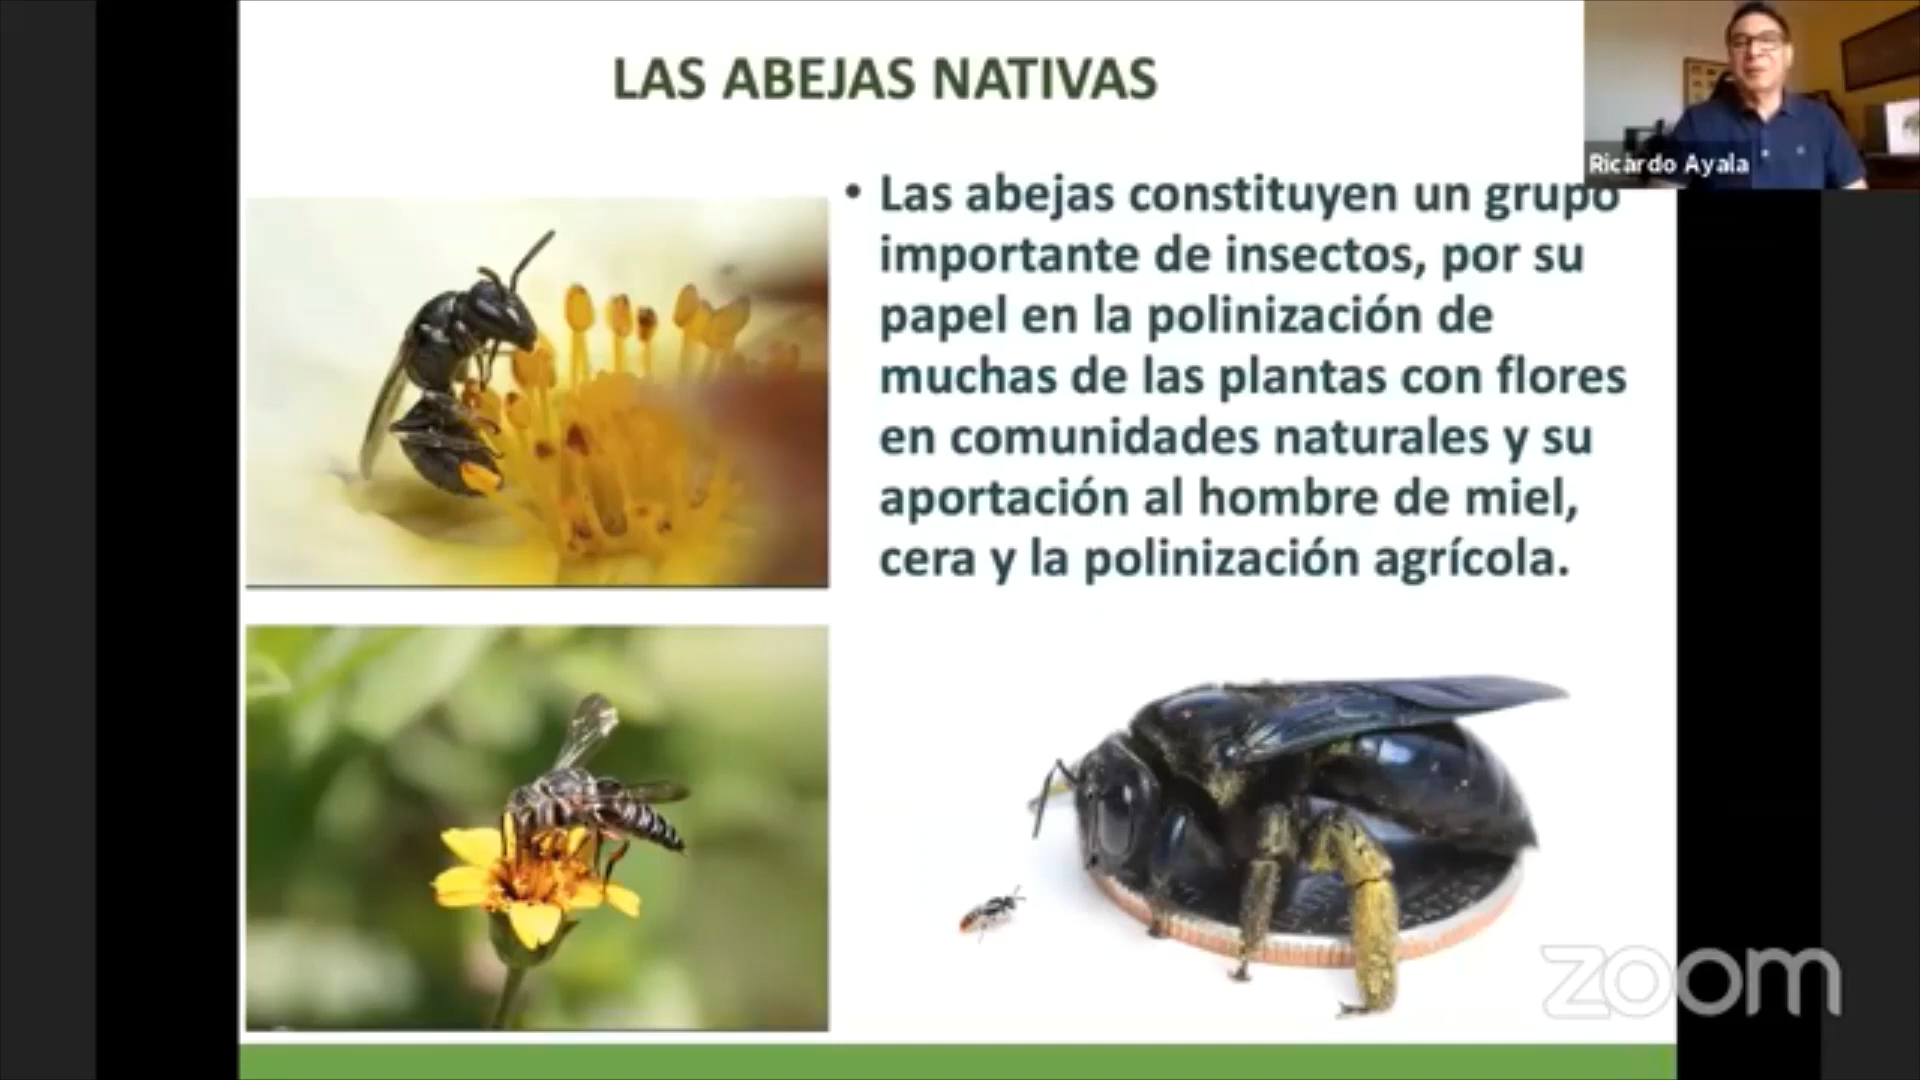 LAS ABEJAS NATIVAS
Ricardo Ayala
• Las abejas constituyen un grupo
importante de insectos, por su
papel en la polinización de
muchas de las plantas con flores
en comunidades naturales y su
aportación al hombre de miel,
cera y la polinización agrícola.
zoom